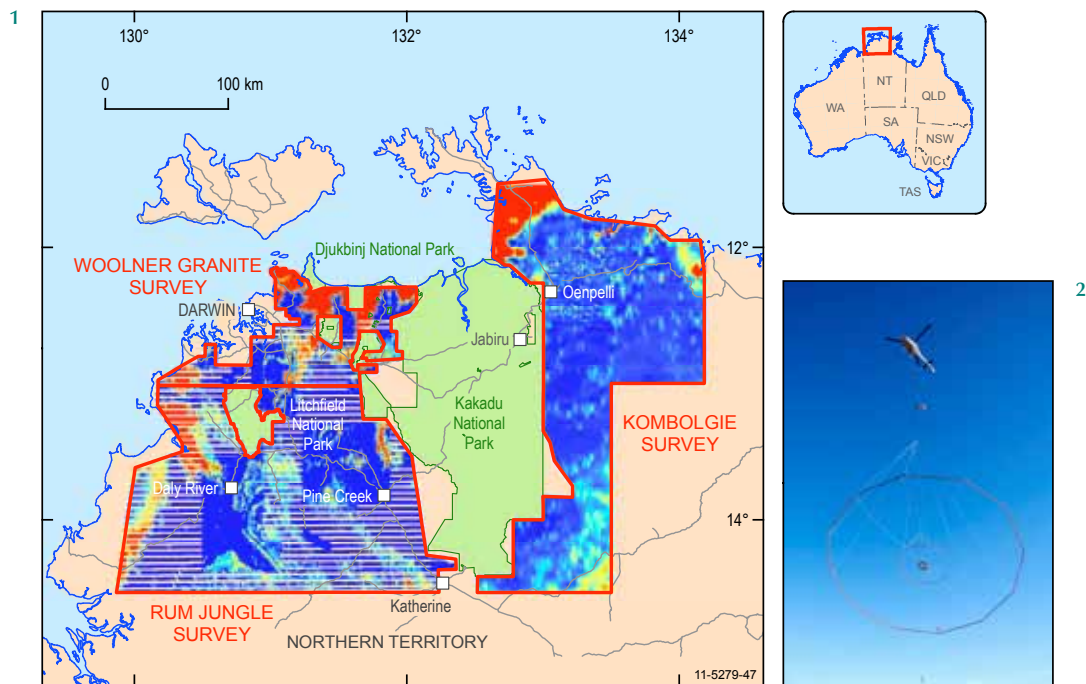 1
130°
132°
134°
0
100 km
WA
NT
QLD
SA
NSW
VIC
TAS
Djukbinj National Park
12°
WOOLNER GRANITE
SURVEY
DARWIN
Oenpelli
2
Jabiru
Litchfield
National
Park
Kakadu
National
Park
KOMBOLGIE
SURVEY
Daly River
Pine Creek
14°
Katherine
RUM JUNGLE
SURVEY
NORTHERN TERRITORY
11-5279-47